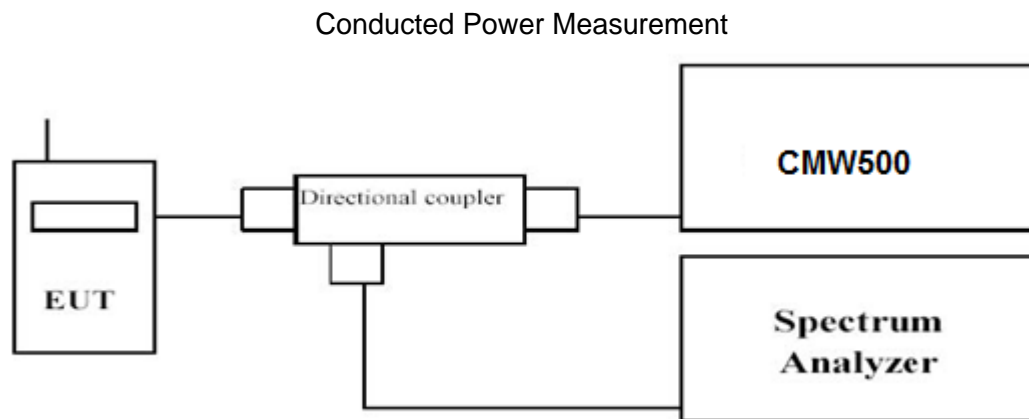 Conducted Power Measurement
CMW500
Directional coupler
EUT
Spectrum
Analyzer